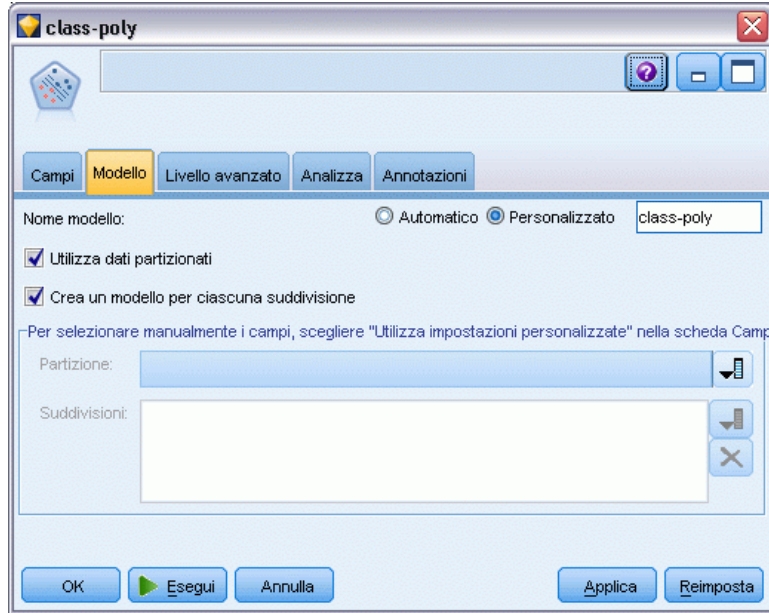 class-poly
Campi
Modello
Livello avanzato
Analizza
Annotazioni
Nome modello:
Automatico
Personalizzato
class-poly
Utilizza dati partizionati
Crea un modello per ciascuna suddivisione
Per selezionare manualmente i campi, scegliere "Utilizza impostazioni personalizzate" nella scheda Camp
Partizione:
Suddivisioni:
OK
Esegui
Annulla
Applica
Reimposta